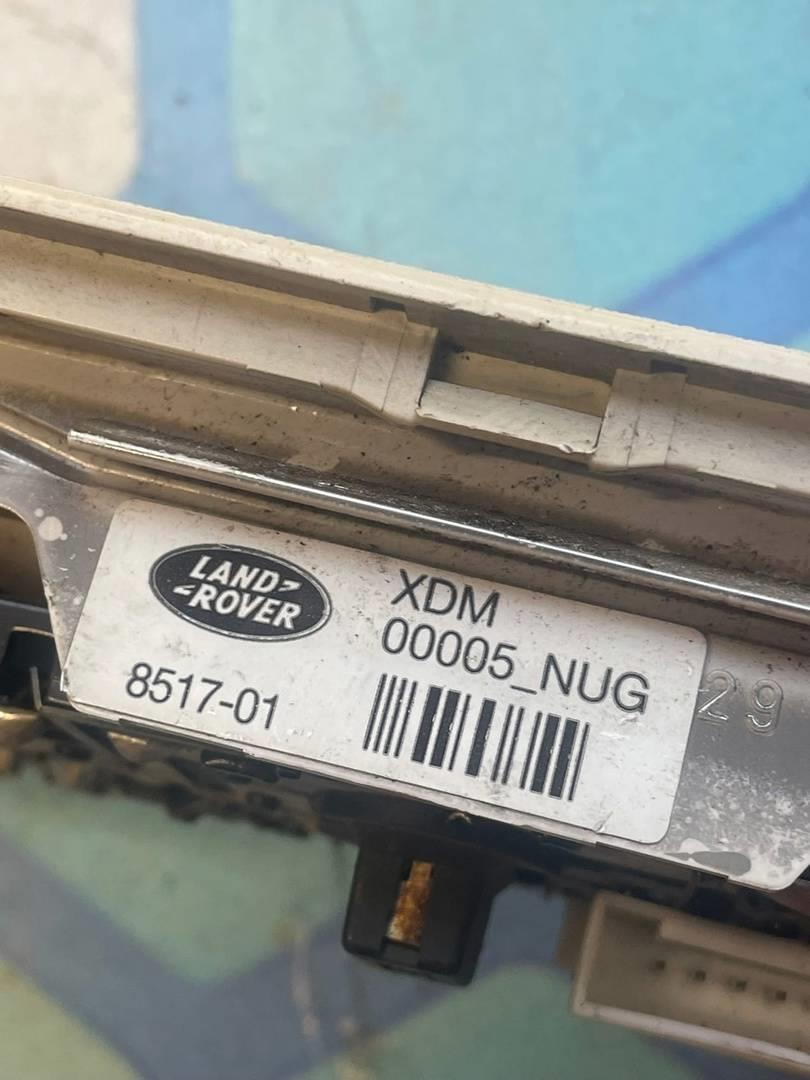 LAND
ROVER
XDM
00005_NUG
8517-01
29